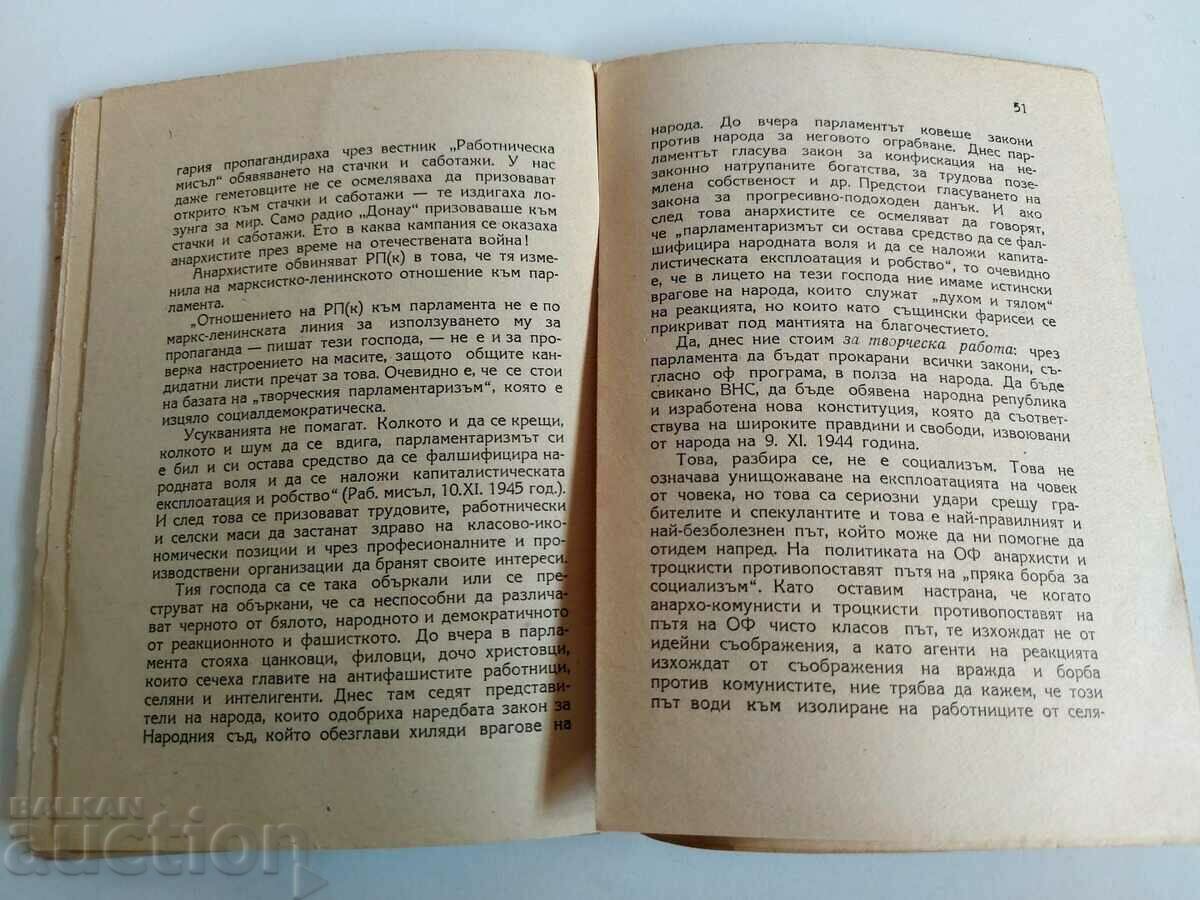 гария пропагандираха чрез вестник „Работническа
мисъл“ обявяването на стачки и саботажи. У нас
даже геметовците не се осмеляваха да призовават
открито към стачки и саботажи — те издигаха ло-
зунга за мир. Само радио „Донау“ призоваваше към
стачки и саботажи. Ето в каква кампания се оказаха
анархистите през време на отечествената война!
Анархистите обвиняват РП(к) в това, че тя изме-
нила на марксистко-ленинското отношение към пар-
ламента.
„Отношението на РП(к) към парламента не е по
маркс-ленинската линия за използуването му за
пропаганда — пишат тези господа, — не е и за про-
верка настроението на масите, защото общите кан-
дидатни листи пречат за това. Очевидно е, че се стои
на базата на „творческия парламентаризъм“, която е
изцяло социалдемократическа.
Усукванията не помагат. Колкото и да се крещи,
колкото и шум да се вдига, парламентаризмът си
е бил и си остава средство да се фалшифицира на-
родната воля и да се наложи капиталистическата
експлоатация и робство“ (Раб. мисъл, 10.XI. 1945 год.).
И след това се призовават трудовите, работнически
и селски маси да застанат здраво на класово-ико-
номически позиции и чрез професионалните и про-
изводствени организации да бранят своите интереси.
Тия господа са се така объркали или се пре-
струват на объркани, че са неспособни да различа-
ват черното от бялото, народното и демократичното
от реакционното и фашисткото. До вчера в парла-
мента стояха цанковци, филовци, дочо христовци,
които сечеха главите на антифашистите работници,
селяни и интелигенти. Днес там седят представи-
тели на народа, които одобриха наредбата закон за
Народния съд, който обезглави хиляди врагове на
51
народа. До вчера парламентът ковеше закони
против народа за неговото ограбване. Днес пар-
ламентът гласува закон за конфискация на не-
законно натрупаните богатства, за трудова позе-
млена собственост и др. Предстои гласуването на
закона за прогресивно-подоходен данък. И ако
след това анархистите се осмеляват да говорят,
че „парламентаризмът си остава средство да се фал-
шифицира народната воля и да се наложи капита-
листическата експлоатация и робство“, то очевидно
е, че в лицето на тези господа ние имаме истински
врагове на народа, които служат „духом и тялом“
на реакцията, но които като същински фарисеи се
прикриват под мантията на благочестието.
Да, днес ние стоим за творческа работа: чрез
парламента да бъдат прокарани всички закони, съ-
гласно оф програма, в полза на народа. Да бъде
свикано ВНС, да бъде обявена народна република
и изработена нова конституция, която да съответ-
ствува на широките правдини и свободи, извоювани
от народа на 9. XI. 1944 година.
Това, разбира се, не е социализъм. Това не
означава унищожаване на експлоатацията на човек
от човека, но това са сериозни удари срещу гра-
бителите и спекулантите и това е най-правилният и
най-безболезнен път, който може да ни помогне да
отидем напред. На политиката на ОФ анархисти и
троцкисти противопоставят пътя на „пряка борба за
социализъм“. Като оставим настрана, че когато
анархо-комунисти и троцкисти противопоставят на
пътя на ОФ чисто класов път, те изхождат не от
идейни съображения, а като агенти на реакцията
изхождат от съображения на вражда и борба
против комунистите, ние трябва да кажем, че този
път води към изолиране на работниците от селя-
BALKAN
auction